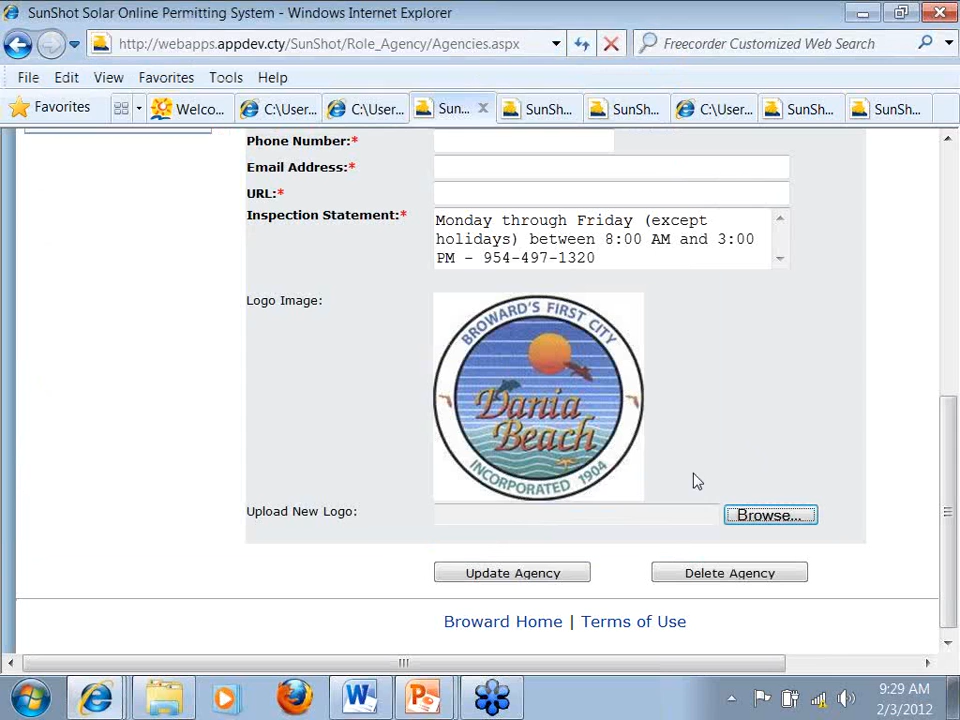 SunShot Solar Online Permitting System - Windows Internet Explorer
http://webapps.appdev.cty/SunShot/Role_Agency/Agencies.aspx
Freecorder Customized Web Search
File Edit View Favorites Tools Help
Favorites
Welco...
C:\User...
C:\User...
Sun...
SunSh...
SunSh...
C:\User...
SunSh...
SunSh...
Phone Number:*
Email Address:*
URL:*
Inspection Statement:*
Monday through Friday (except
holidays) between 8:00 AM and 3:00
PM - 954-497-1320
Logo Image:
BROWARD'S FIRST CITY
Dania
Beach
INCORPORATED 1904
Upload New Logo:
Browse...
Update Agency
Delete Agency
Broward Home | Terms of Use
9:29 AM
2/3/2012